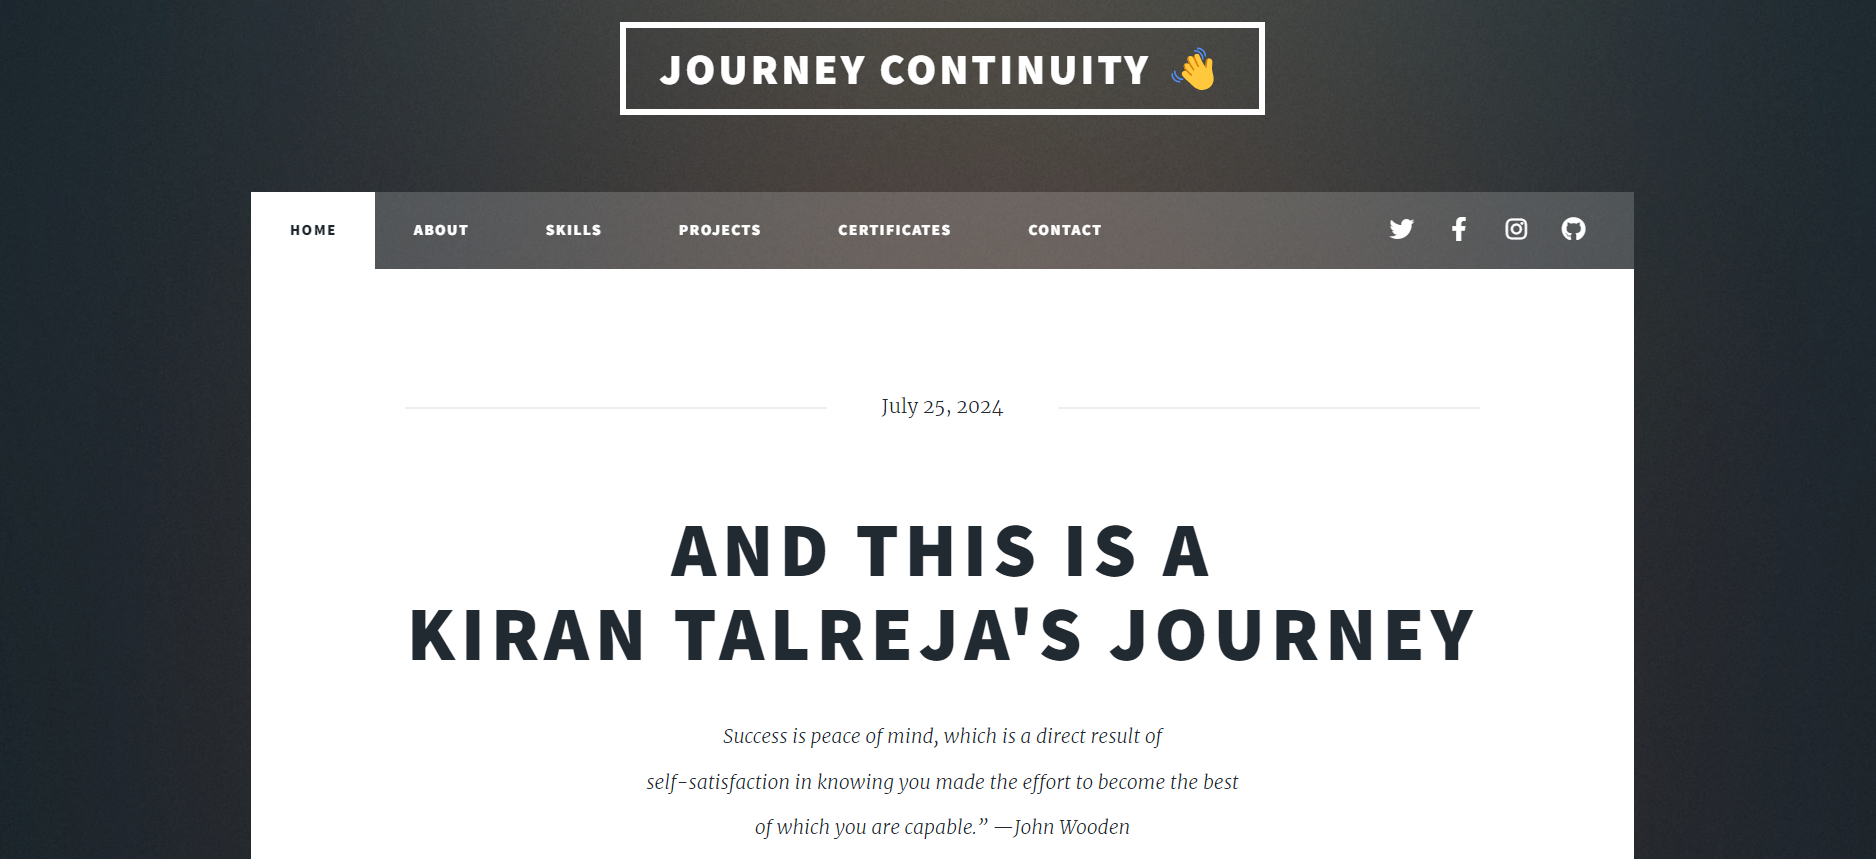 JOURNEY CONTINUITY 👋
HOME ABOUT SKILLS PROJECTS CERTIFICATES CONTACT
July 25, 2024
AND THIS IS A
KIRAN TALREJA'S JOURNEY
Success is peace of mind, which is a direct result of
self-satisfaction in knowing you made the effort to become the best
of which you are capable.” —John Wooden